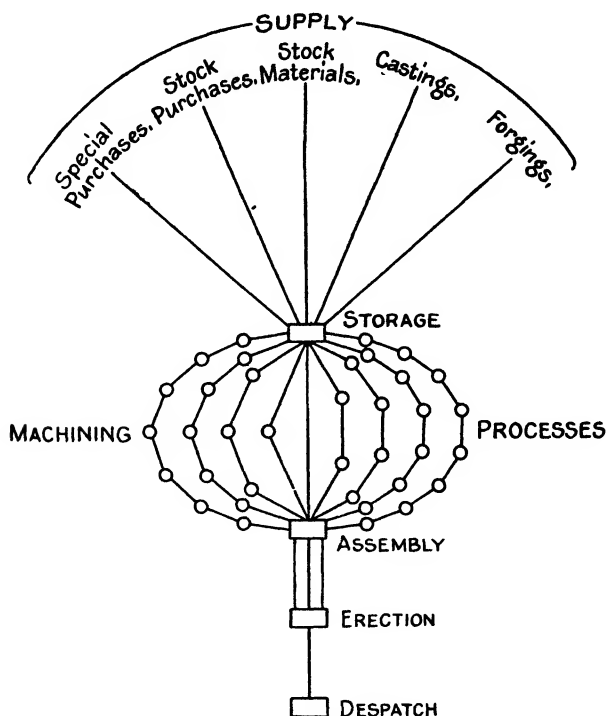 SUPPLY
Special
Purchases,
Stock
Purchases,
Stock
Materials,
Castings,
Forgings,
STORAGE
MACHINING
PROCESSES
ASSEMBLY
ERECTION
DESPATCH